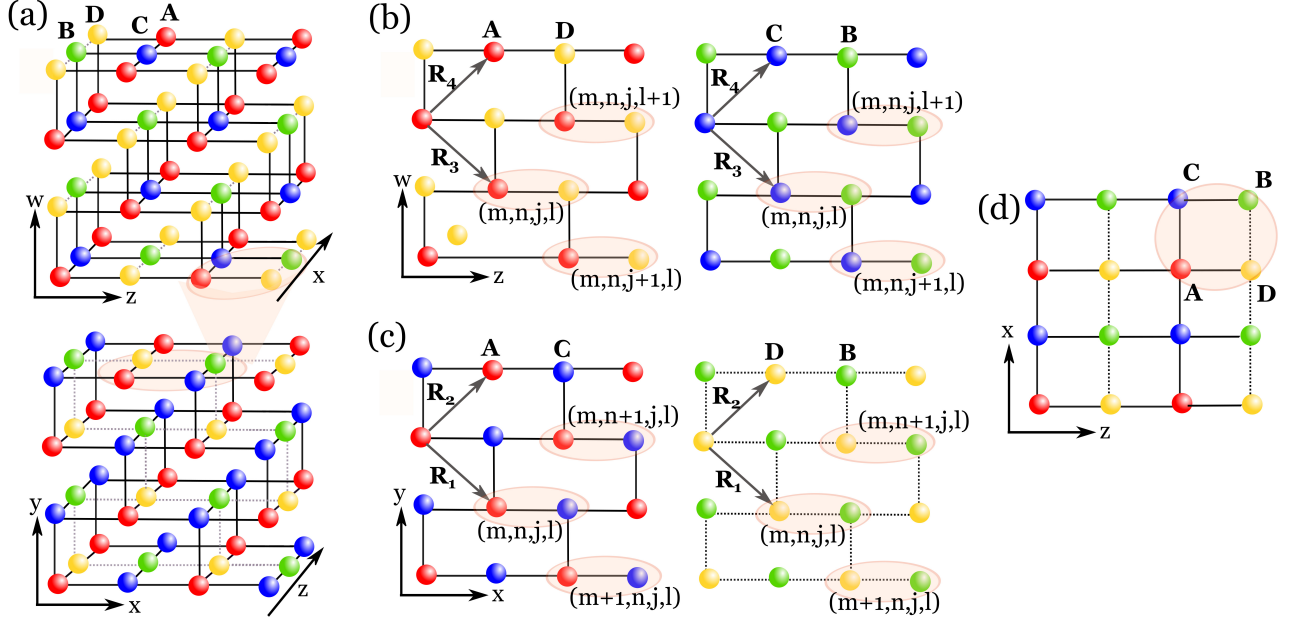 (a)
B D C A
w
z
x
y
x
z
(b)
A D
R4
(m,n,j,l+1)
R3
w
(m,n,j,l)
(m,n,j+1,l)
z
C B
R4
(m,n,j,l+1)
R3
(m,n,j,l)
(m,n,j+1,l)
(c)
A C
R2
(m,n+1,j,l)
R1
y
(m,n,j,l)
x
(m+1,n,j,l)
D B
R2
(m,n+1,j,l)
R1
(m,n,j,l)
(m+1,n,j,l)
(d)
C B
A D
x
z